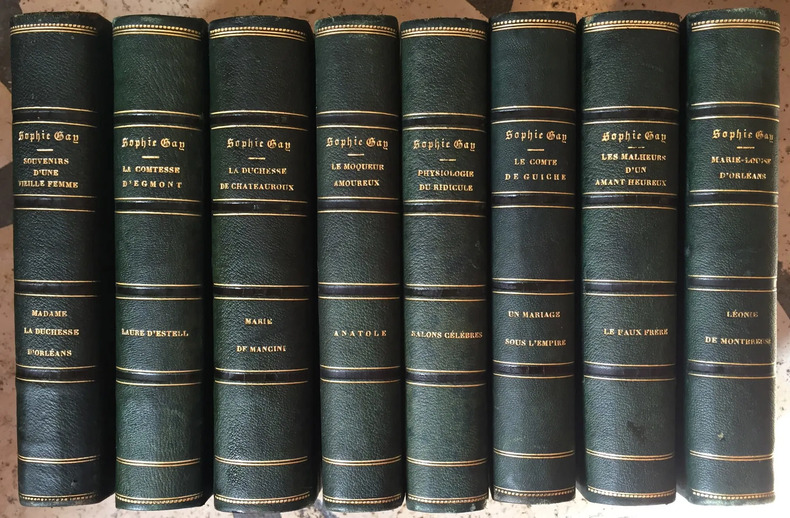 Sophie Gay
SOUVENIRS
D'UNE
VIEILLE FEMME
MADAME
LA DUCHESSE
D'ORLÉANS
Sophie Gay
LA COMTESSE
D'EGMONT
LAURE D'ESTELL
Sophie Gay
LA DUCHESSE
DE CHATEAUROUX
MARIE
DE MANCINI
Sophie Gay
LE MOQUEUR
AMOUREUX
ANATOLE
Sophie Gay
PHYSIOLOGIE
DU RIDICULE
SALONS CÉLÈBRES
Sophie Gay
LE COMTE
DE GUICHE
UN MARIAGE
SOUS L'EMPIRE
Sophie Gay
LES MALHEURS
D'UN
AMANT HEUREUX
LE FAUX FRÈRE
Sophie Gay
MARIE-LOUISE
D'ORLÉANS
LÉONIE
DE MONTBREUSE